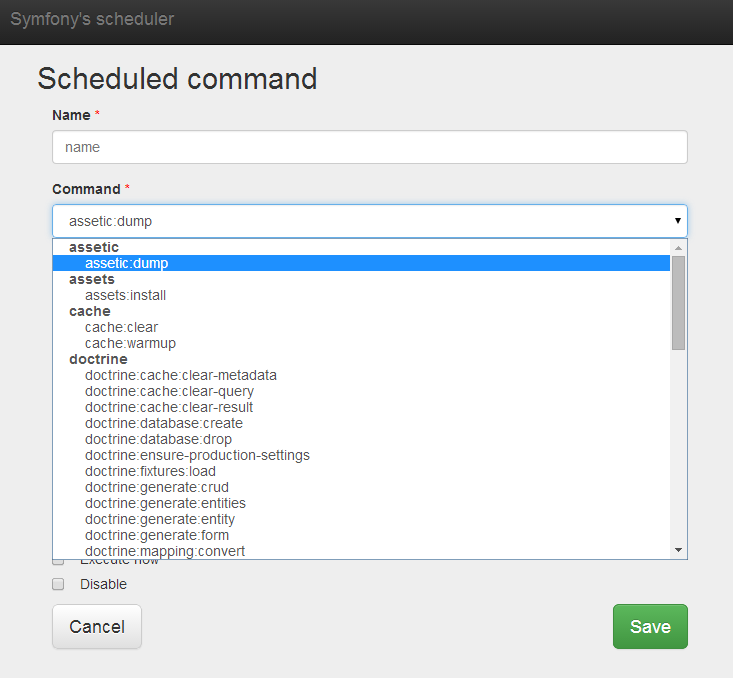 Symfony's scheduler
Scheduled command
Name *
name
Command *
assetic:dump
assetic
assetic:dump
assets
assets:install
cache
cache:clear
cache:warmup
doctrine
doctrine:cache:clear-metadata
doctrine:cache:clear-query
doctrine:cache:clear-result
doctrine:database:create
doctrine:database:drop
doctrine:ensure-production-settings
doctrine:fixtures:load
doctrine:generate:crud
doctrine:generate:entities
doctrine:generate:entity
doctrine:generate:form
doctrine:mapping:convert
Execute now
Disable
Cancel
Save